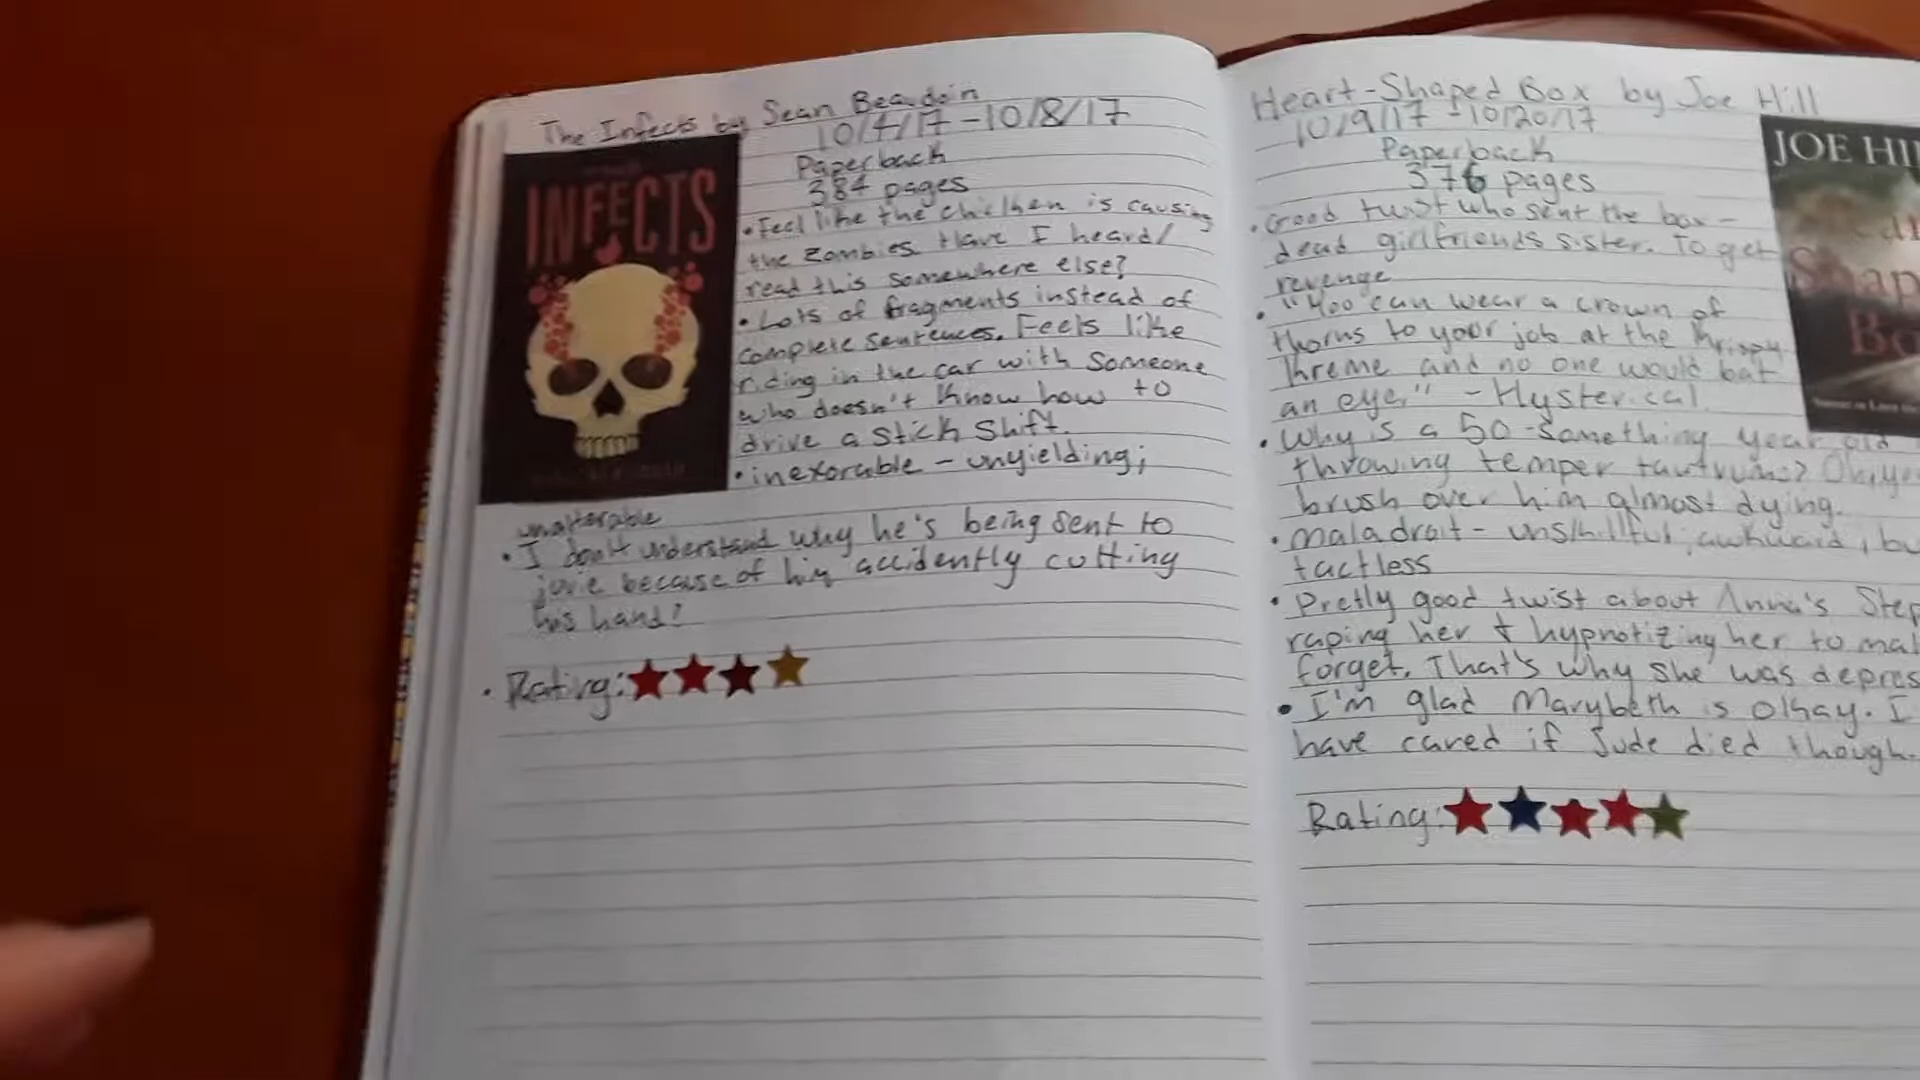 The Infects by Sean Beaudoin
10/4/17 - 10/8/17
Paperback
384 pages
INFECTS
• Feel like the chicken is causing
the zombies. Have I heard/
read this somewhere else?
• Lots of fragments instead of
complete sentences. Feels like
riding in the car with someone
who doesn't know how to
drive a stick shift.
• inexorable - unyielding;
unalterable
• I don't understand why he's being sent to
juvie because of him accidently cutting
his hand?
• Rating:
Heart-Shaped Box by Joe Hill
10/9/17 - 10/20/17
Paperback
376 pages
JOE HI
• Good twist who sent the box -
dead girlfriends sister. To get
revenge
• "Yoo can wear a crown of
thorns to your job at the Krispy
Kreme and no one would bat
an eye." - Hysterical.
• Why is a 50-something year old
throwing temper tantrums?
brush over him almost dying.
• maladroit - unskillful, awkward,
tactless
• Pretly good twist about Anna's Step
raping her & hypnotizing her to
forget. That's why she was depres
• I'm glad Marybeth is okay. I
have cared if Jude died though.
Rating: